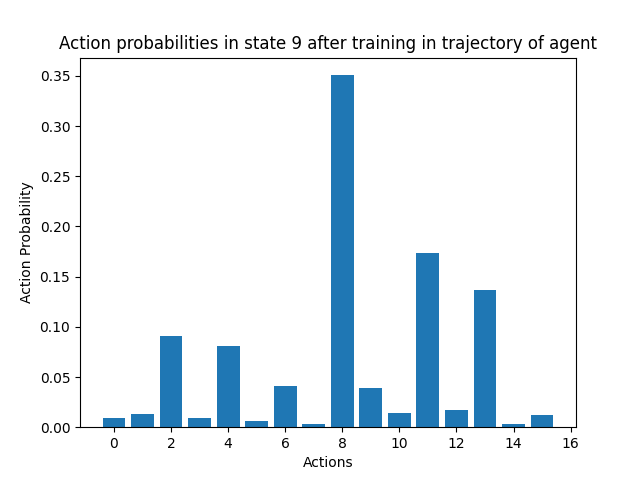 Action probabilities in state 9 after training in trajectory of agent
0.35
0.30
0.25
0.20
0.15
0.10
0.05
0.00
Action Probability
0 2 4 6 8 10 12 14 16
Actions